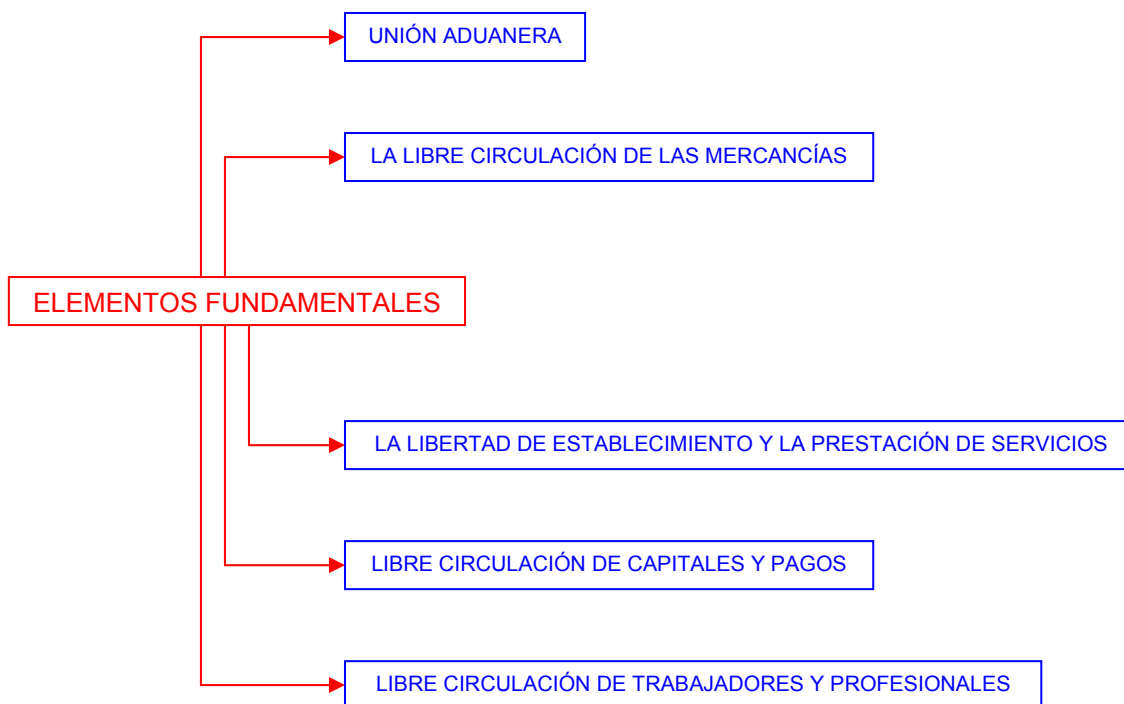 UNIÓN ADUANERA
LA LIBRE CIRCULACIÓN DE LAS MERCANCÍAS
ELEMENTOS FUNDAMENTALES
LA LIBERTAD DE ESTABLECIMIENTO Y LA PRESTACIÓN DE SERVICIOS
LIBRE CIRCULACIÓN DE CAPITALES Y PAGOS
LIBRE CIRCULACIÓN DE TRABAJADORES Y PROFESIONALES